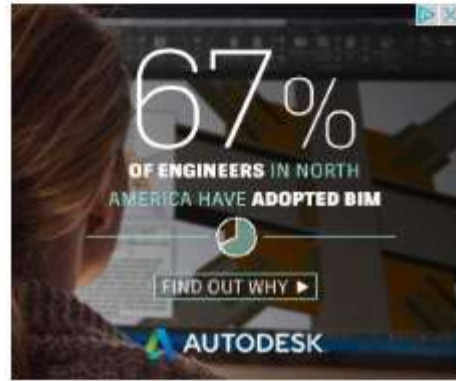 67%
OF ENGINEERS IN NORTH
AMERICA HAVE ADOPTED BIM
FIND OUT WHY ▶
AUTODESK